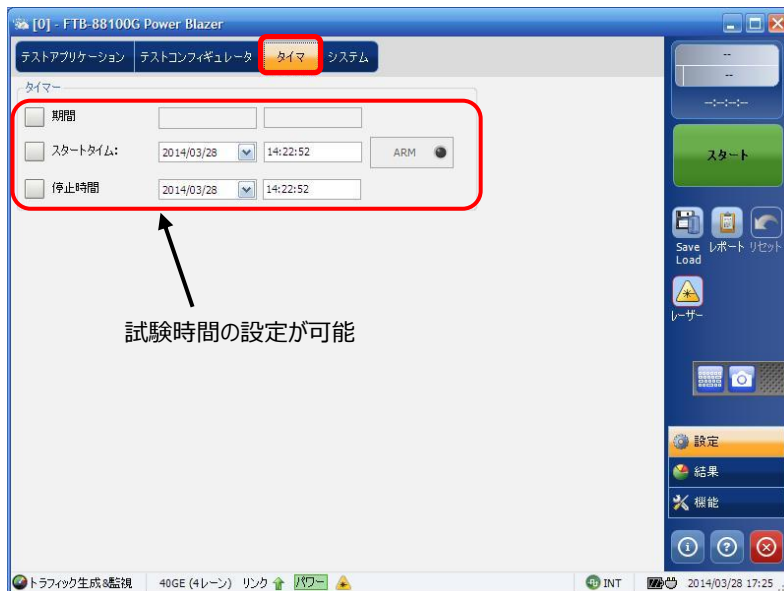 [0] - FTB-88100G Power Blazer
テストアプリケーション テストコンフィギュレータ タイマ システム
タイマー
期間
スタートタイム: 2014/03/28 14:22:52 ARM
停止時間 2014/03/28 14:22:52
試験時間の設定が可能
--
--
--:--:--
スタート
Save Load
レポート
リセット
レーザー
設定
結果
機能
トラフィック生成&監視 40GE (4レーン) リンク パワー INT 2014/03/28 17:25